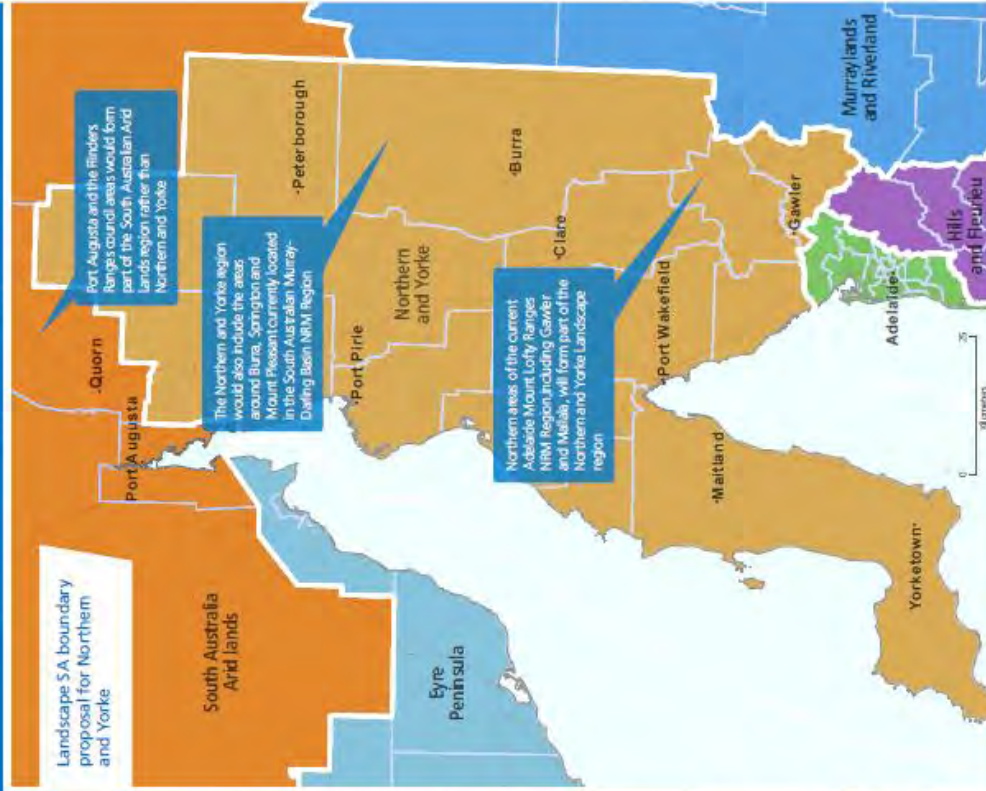 Landscape SA boundary
proposal for Northern
and Yorke
Port Augusta and the Flinders
Ranges council areas would form
part of the South Australian Arid
Lands region rather than
Northern and Yorke
Quorn
Port Augusta
Peterborough
The Northern and Yorke region
would also include the areas
around Burra, Springton and
Mount Pleasant currently located
in the South Australian Murray-
Darling Basin NRM Region
South Australia
Arid lands
Eyre
Peninsula
Port Pirie
Northern
and Yorke
Burra
Clare
Northern areas of the current
Adelaide Mount Lofty Ranges
NRM Region, including Gawler
and Mallala, will form part of the
Northern and Yorke Landscape
region
Port Wakefield
Maitland
Gawler
Murraylands
and Riverland
Adelaide
Hills
and Fleurieu
Yorketown
0
25